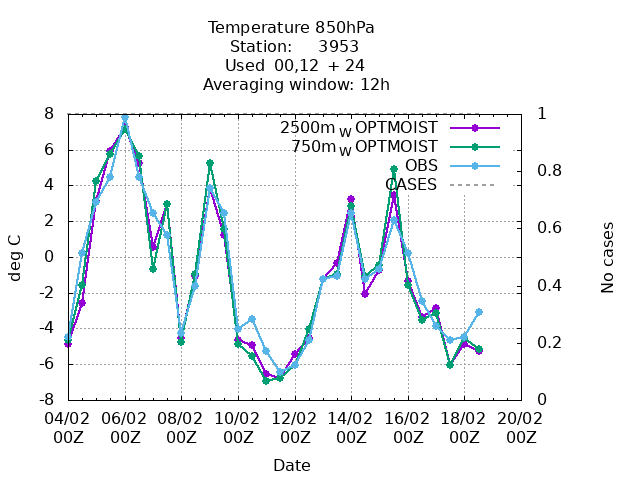 Temperature 850hPa
Station: 3953
Used 00,12 + 24
Averaging window: 12h
2500m W OPTMOIST
750m W OPTMOIST
OBS
CASES
8
6
4
2
0
-2
-4
-6
-8
deg C
1
0.8
0.6
0.4
0.2
0
No cases
04/02 06/02 08/02 10/02 12/02 14/02 16/02 18/02 20/02
00Z 00Z 00Z 00Z 00Z 00Z 00Z 00Z 00Z
Date